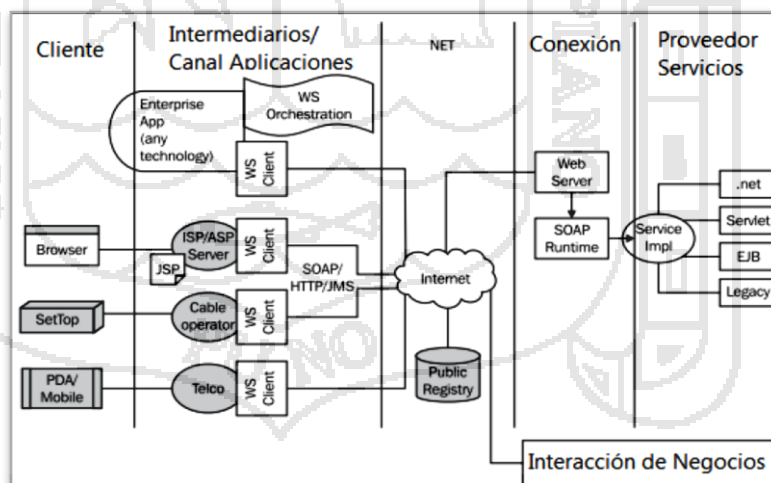 Cliente
Intermediarios/
Canal Aplicaciones
NET
Conexión
Proveedor
Servicios
Enterprise
App
(any
technology)
WS
Orchestration
WS
Client
Browser
ISP/ASP
Server
JSP
WS
Client
SOAP/
HTTP/JMS
SetTop
Cable
operator
WS
Client
PDA/
Mobile
Telco
WS
Client
Internet
Public
Registry
Web
Server
SOAP
Runtime
Service
Impl
.net
Servlet
EJB
Legacy
Interacción de Negocios